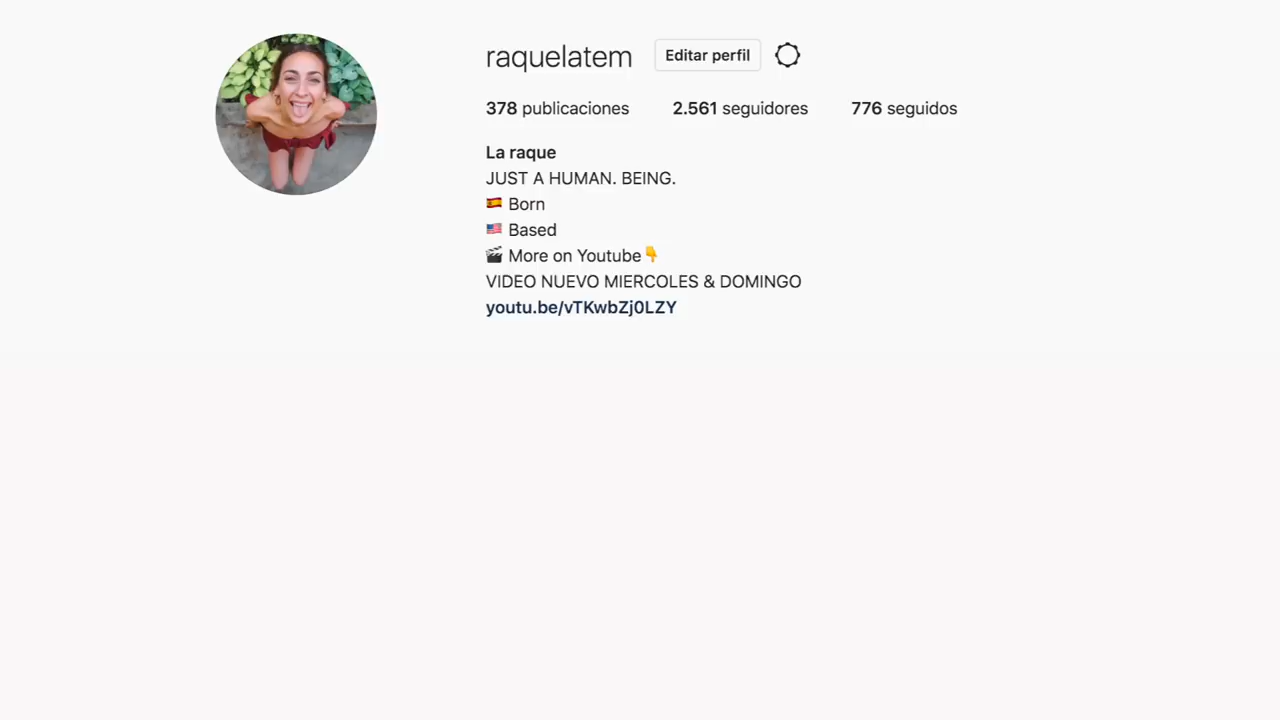 raquelatem Editar perfil
378 publicaciones 2.561 seguidores 776 seguidos
La raque
JUST A HUMAN. BEING.
🇪🇸 Born
🇺🇸 Based
🎬 More on Youtube👇
VIDEO NUEVO MIERCOLES & DOMINGO
youtu.be/vTKwbZj0LZY